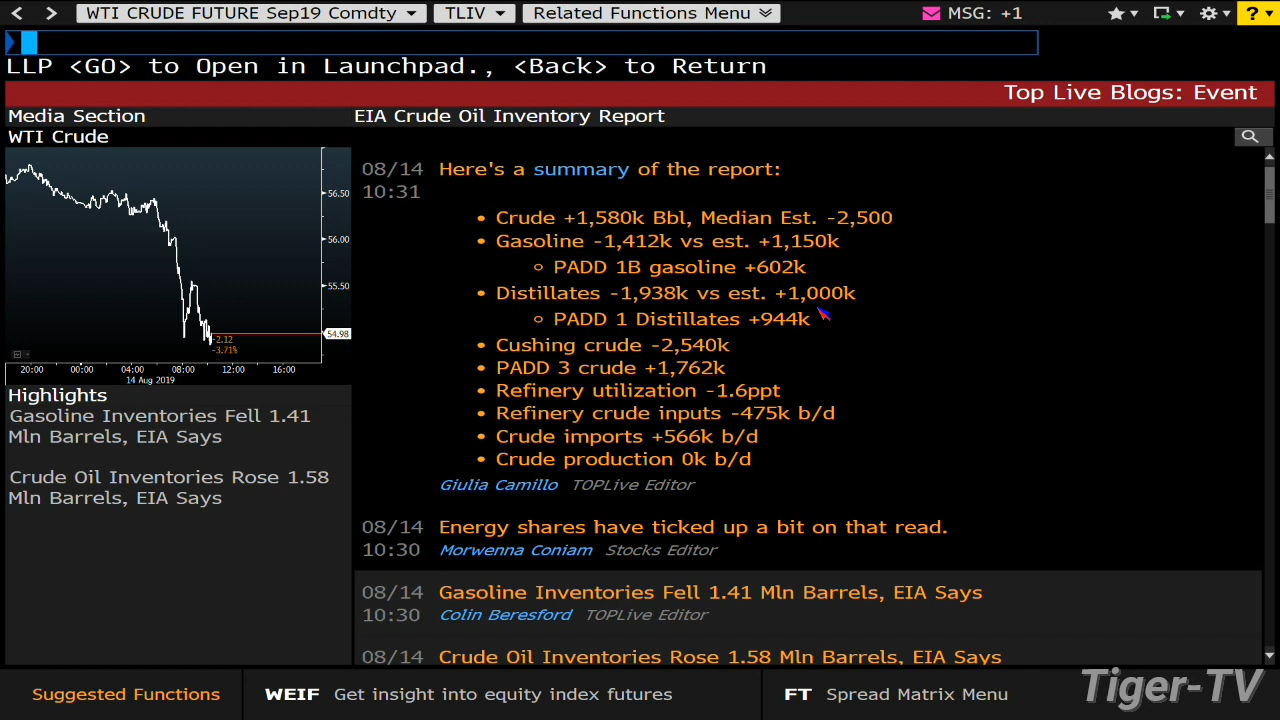 WTI CRUDE FUTURE Sep19 Comdty TLIV Related Functions Menu MSG: +1 ?
LLP <GO> to Open in Launchpad., <Back> to Return
Top Live Blogs: Event
Media Section
EIA Crude Oil Inventory Report
WTI Crude
56.50
56.00
55.50
54.98
-2.12
-3.71%
20:00 00:00 04:00 08:00 12:00 16:00
14 Aug 2019
Highlights
Gasoline Inventories Fell 1.41
Mln Barrels, EIA Says
Crude Oil Inventories Rose 1.58
Mln Barrels, EIA Says
08/14 Here's a summary of the report:
10:31
• Crude +1,580k Bbl, Median Est. -2,500
• Gasoline -1,412k vs est. +1,150k
○ PADD 1B gasoline +602k
• Distillates -1,938k vs est. +1,000k
○ PADD 1 Distillates +944k
• Cushing crude -2,540k
• PADD 3 crude +1,762k
• Refinery utilization -1.6ppt
• Refinery crude inputs -475k b/d
• Crude imports +566k b/d
• Crude production 0k b/d
Giulia Camillo TOPLive Editor
08/14 Energy shares have ticked up a bit on that read.
10:30 Morwenna Coniam Stocks Editor
08/14 Gasoline Inventories Fell 1.41 Mln Barrels, EIA Says
10:30 Colin Beresford TOPLive Editor
08/14 Crude Oil Inventories Rose 1.58 Mln Barrels, EIA Says
Suggested Functions WEIF Get insight into equity index futures FT Spread Matrix Menu
Tiger-TV